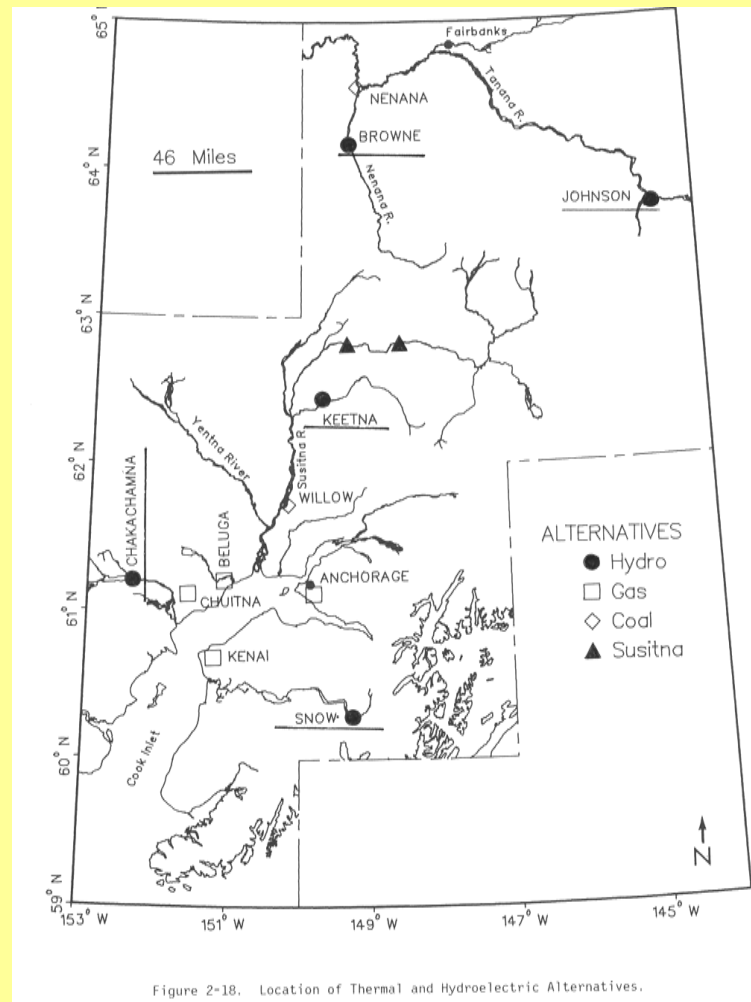 65° N
Fairbanks
Tanana R.
NENANA
BROWNE
46 Miles
64° N
Nenana R.
JOHNSON
63° N
KEETNA
Yentna River
Susitna R.
62° N
WILLOW
CHAKACHAMNA
BELUGA
ANCHORAGE
CHUITNA
61° N
ALTERNATIVES
Hydro
Gas
Coal
Susitna
KENAI
SNOW
Cook Inlet
60° N
N
59° N
153° W
151° W
149° W
147° W
145° W
Figure 2-18. Location of Thermal and Hydroelectric Alternatives.